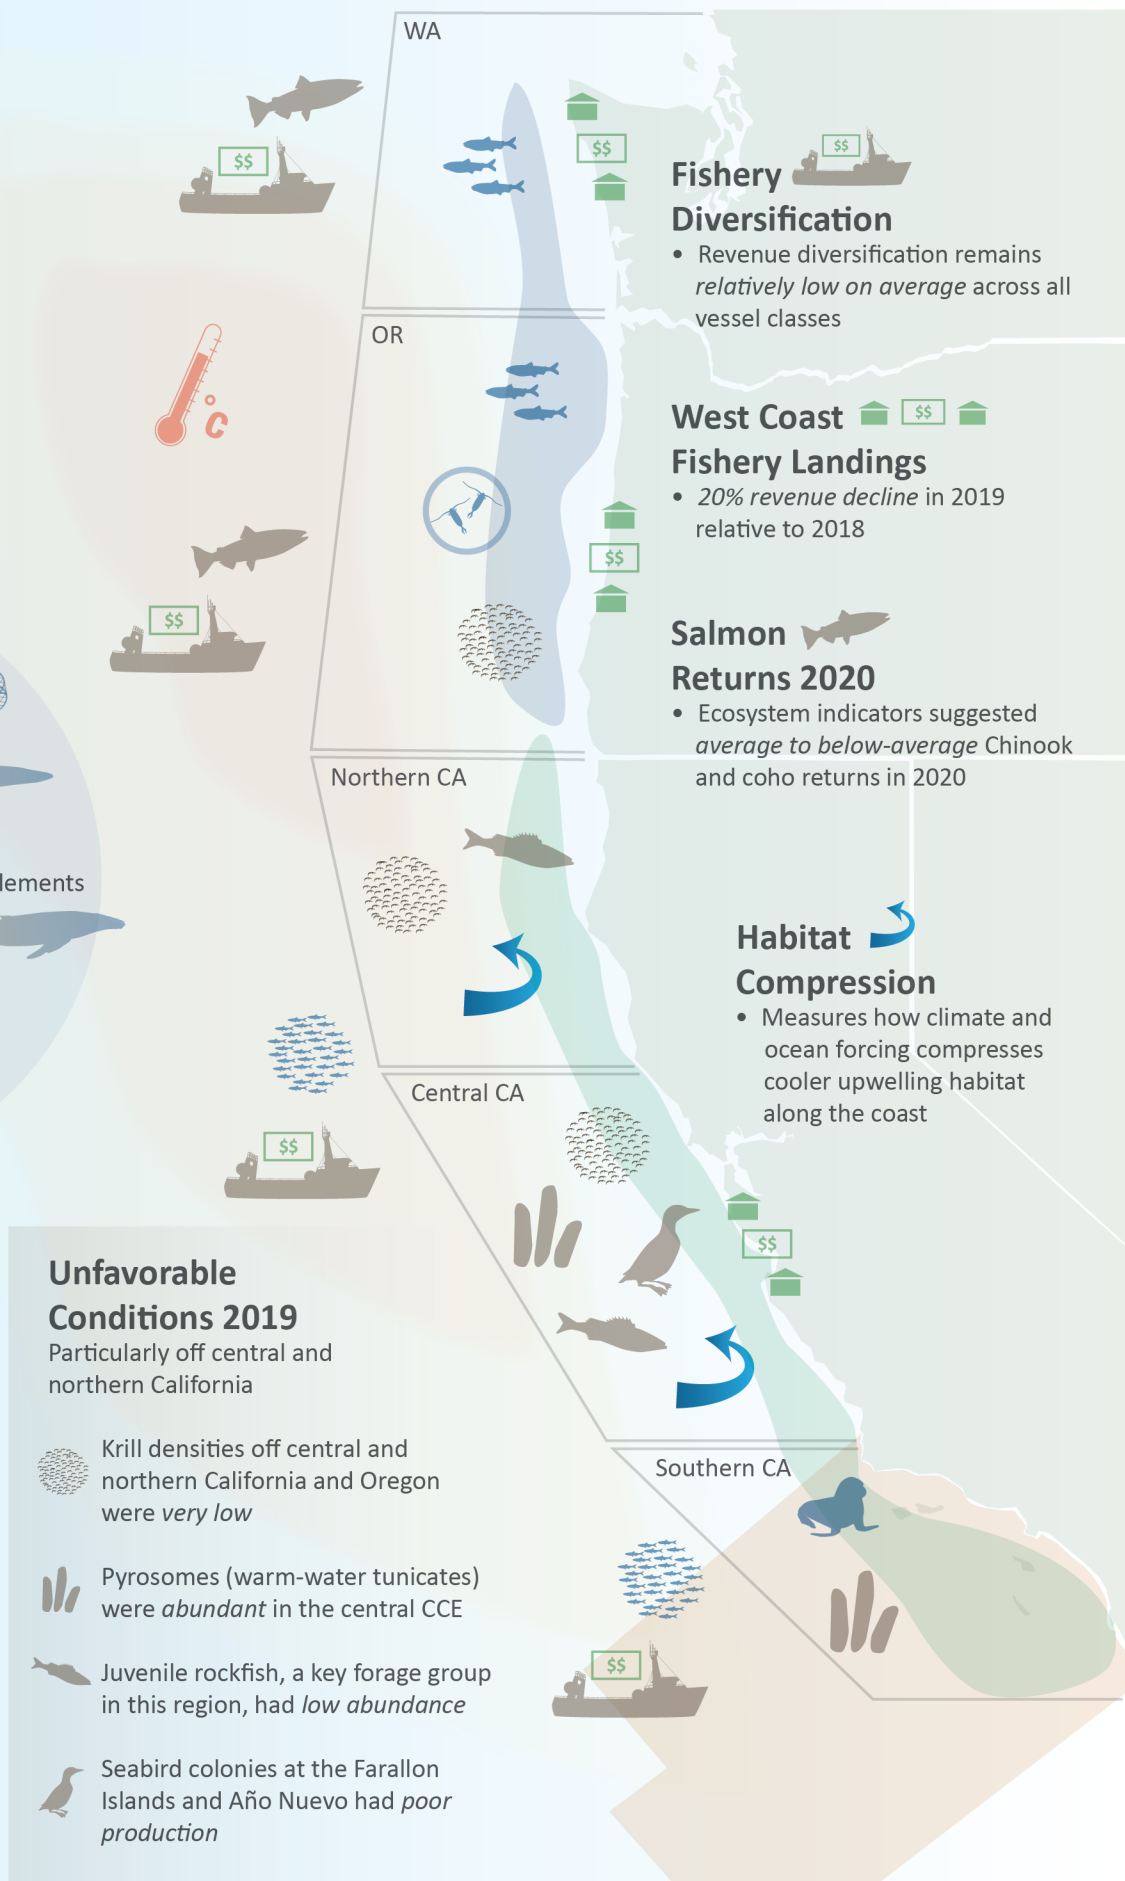 WA
$$
$$
$$
Fishery
Diversification
• Revenue diversification remains
relatively low on average across all
vessel classes
OR
°C
West Coast
$$
Fishery Landings
• 20% revenue decline in 2019
relative to 2018
$$
$$
Salmon
Returns 2020
• Ecosystem indicators suggested
average to below-average Chinook
and coho returns in 2020
Northern CA
lements
Habitat
Compression
• Measures how climate and
ocean forcing compresses
cooler upwelling habitat
along the coast
Central CA
$$
$$
Unfavorable
Conditions 2019
Particularly off central and
northern California
Krill densities off central and
northern California and Oregon
were very low
Southern CA
Pyrosomes (warm-water tunicates)
were abundant in the central CCE
$$
Juvenile rockfish, a key forage group
in this region, had low abundance
Seabird colonies at the Farallon
Islands and Año Nuevo had poor
production